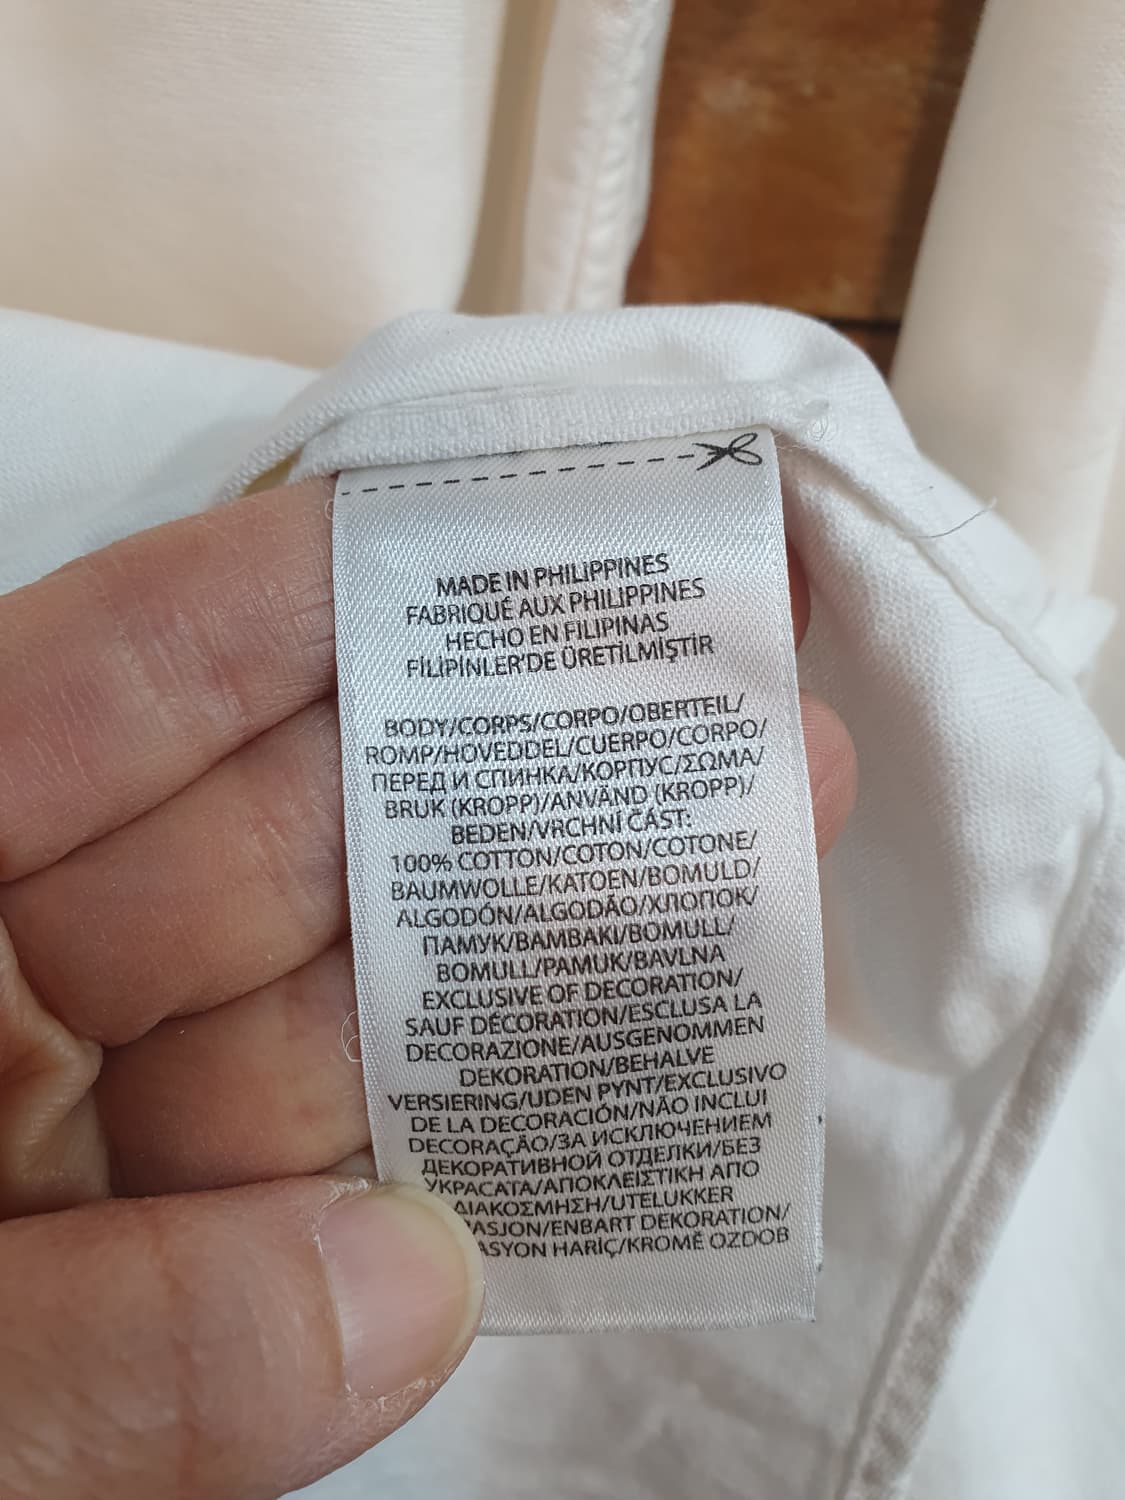 MADE IN PHILIPPINES
FABRIQUÉ AUX PHILIPPINES
HECHO EN FILIPINAS
FİLİPİNLER'DE ÜRETİLMİŞTİR
BODY/CORPS/CORPO/OBERTEIL/
ROMP/HOVEDDEL/CUERPO/CORPO/
ПЕРЕД И СПИНКА/КОРПУС/ΣΩΜΑ/
BRUK (KROPP)/ANVÄND (KROPP)/
BEDEN/VRCHNÍ ČÁST:
100% COTTON/COTON/COTONE/
BAUMWOLLE/KATOEN/BOMULD/
ALGODÓN/ALGODÃO/ХЛОПОК/
ПАМУК/ΒΑΜΒΑΚΙ/BOMULL/
BOMULL/PAMUK/BAVLNA
EXCLUSIVE OF DECORATION/
SAUF DÉCORATION/ESCLUSA LA
DECORAZIONE/AUSGENOMMEN
DEKORATION/BEHALVE
VERSIERING/UDEN PYNT/EXCLUSIVO
DE LA DECORACIÓN/NÃO INCLUI
DECORAÇÃO/ЗА ИСКЛЮЧЕНИЕМ
ДЕКОРАТИВНОЙ ОТДЕЛКИ/БЕЗ
УКРАСАТА/ΑΠΟΚΛΕΙΣΤΙΚΗ ΑΠΟ
ΔΙΑΚΟΣΜΗΣΗ/UTELUKKER
ASJON/ENBART DEKORATION/
ASYON HARİÇ/KROMĚ OZDOB